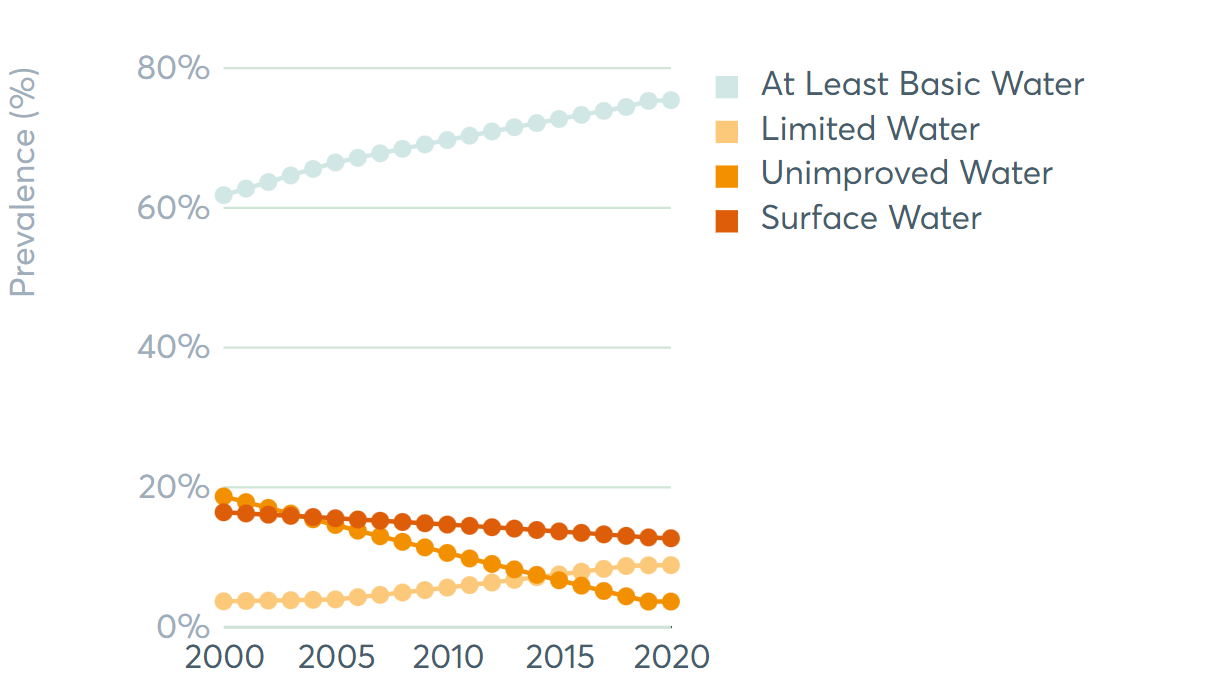 Prevalence (%)
80%
60%
40%
20%
0%
2000 2005 2010 2015 2020
At Least Basic Water
Limited Water
Unimproved Water
Surface Water